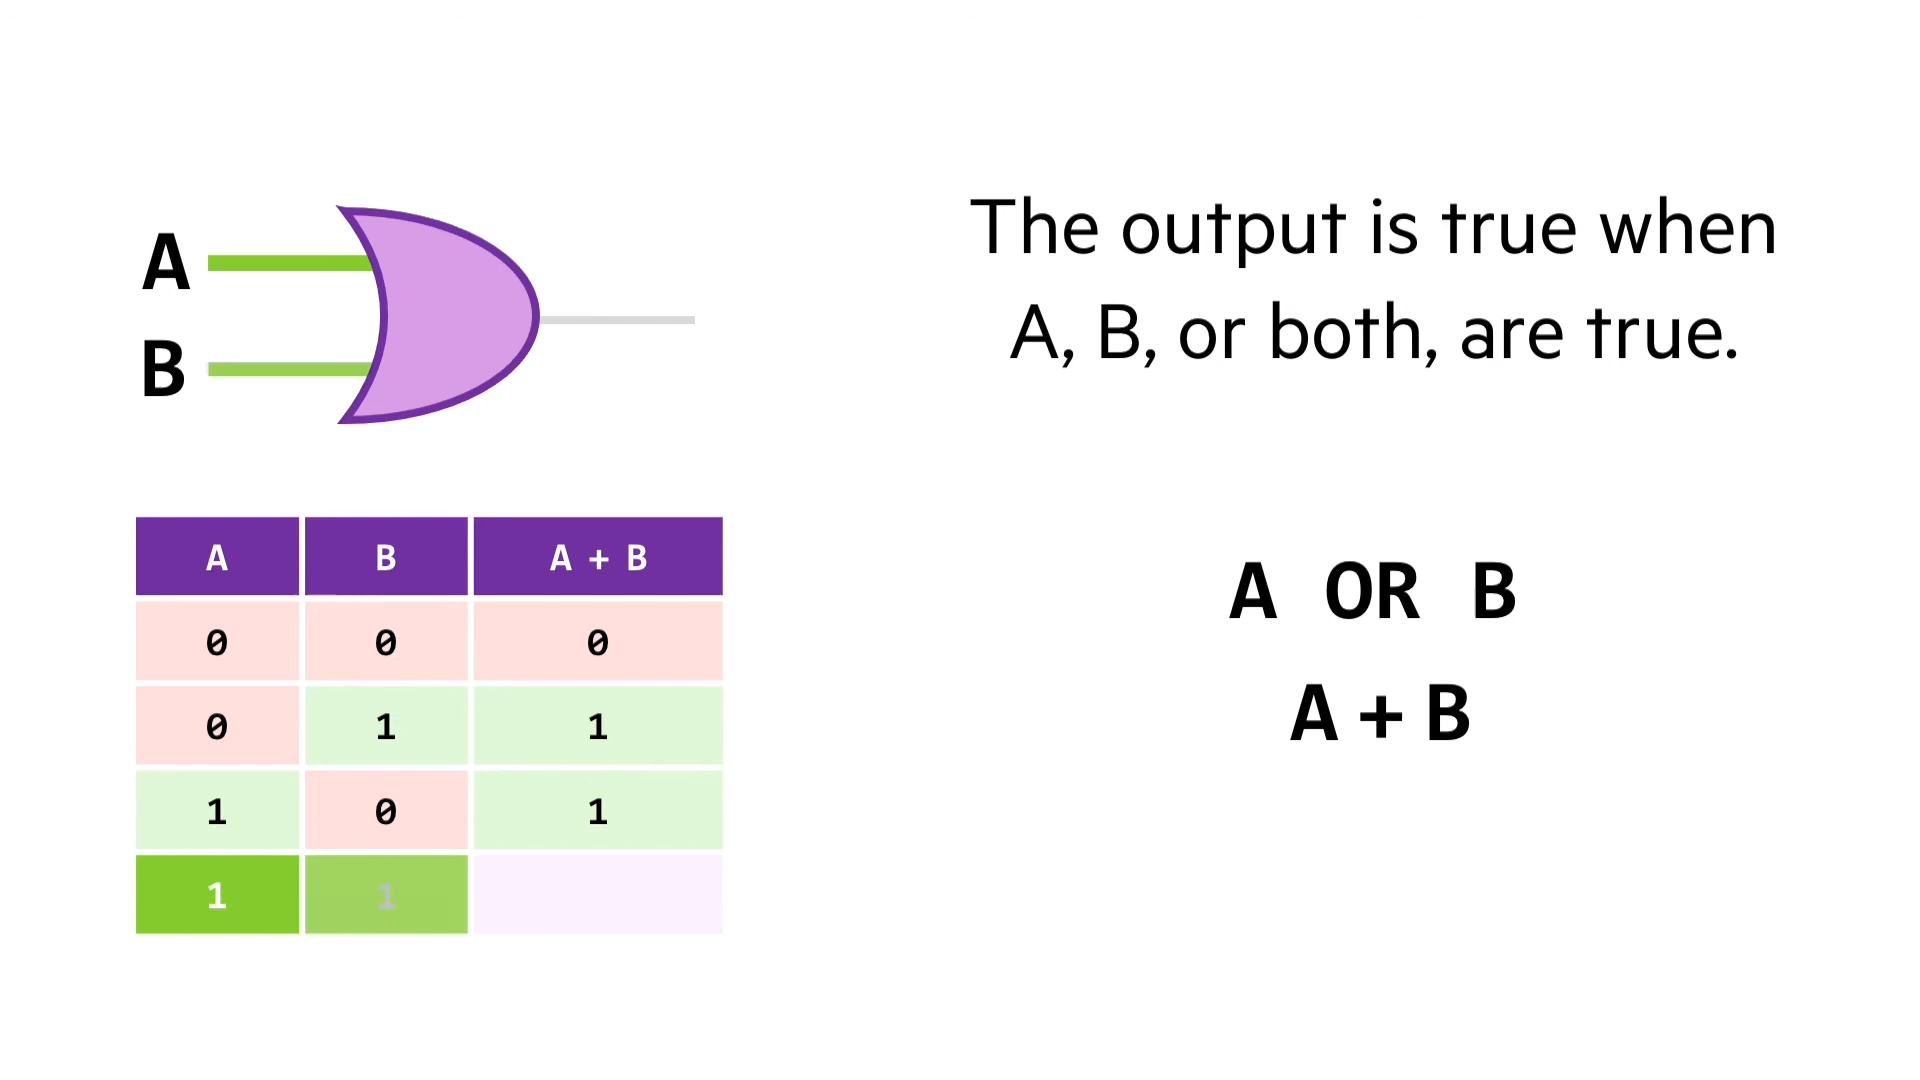 A
B
The output is true when
A, B, or both, are true.
A B A + B
0 0 0
0 1 1
1 0 1
1 1
A OR B
A + B